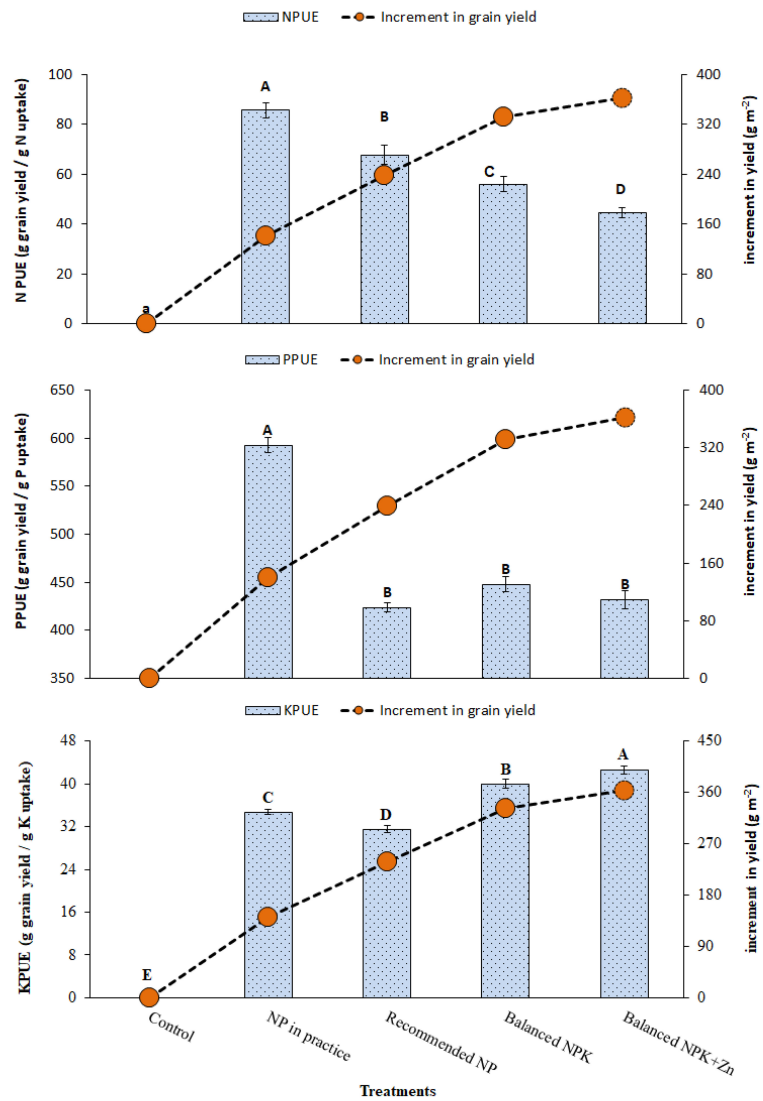 NPUE Increment in grain yield
N PUE (g grain yield / g N uptake)
increment in yield (g m-2)
100
80
60
40
20
0
400
320
240
160
80
0
a
A
B
C
D
PPUE Increment in grain yield
PPUE (g grain yield / g P uptake)
increment in yield (g m-2)
650
600
550
500
450
400
350
400
320
240
160
80
0
A
B
B
B
KPUE Increment in grain yield
KPUE (g grain yield / g K uptake)
increment in yield (g m-2)
48
40
32
24
16
8
0
450
360
270
180
90
0
E
C
D
B
A
Control
NP in practice
Recommended NP
Balanced NPK
Balanced NPK+Zn
Treatments